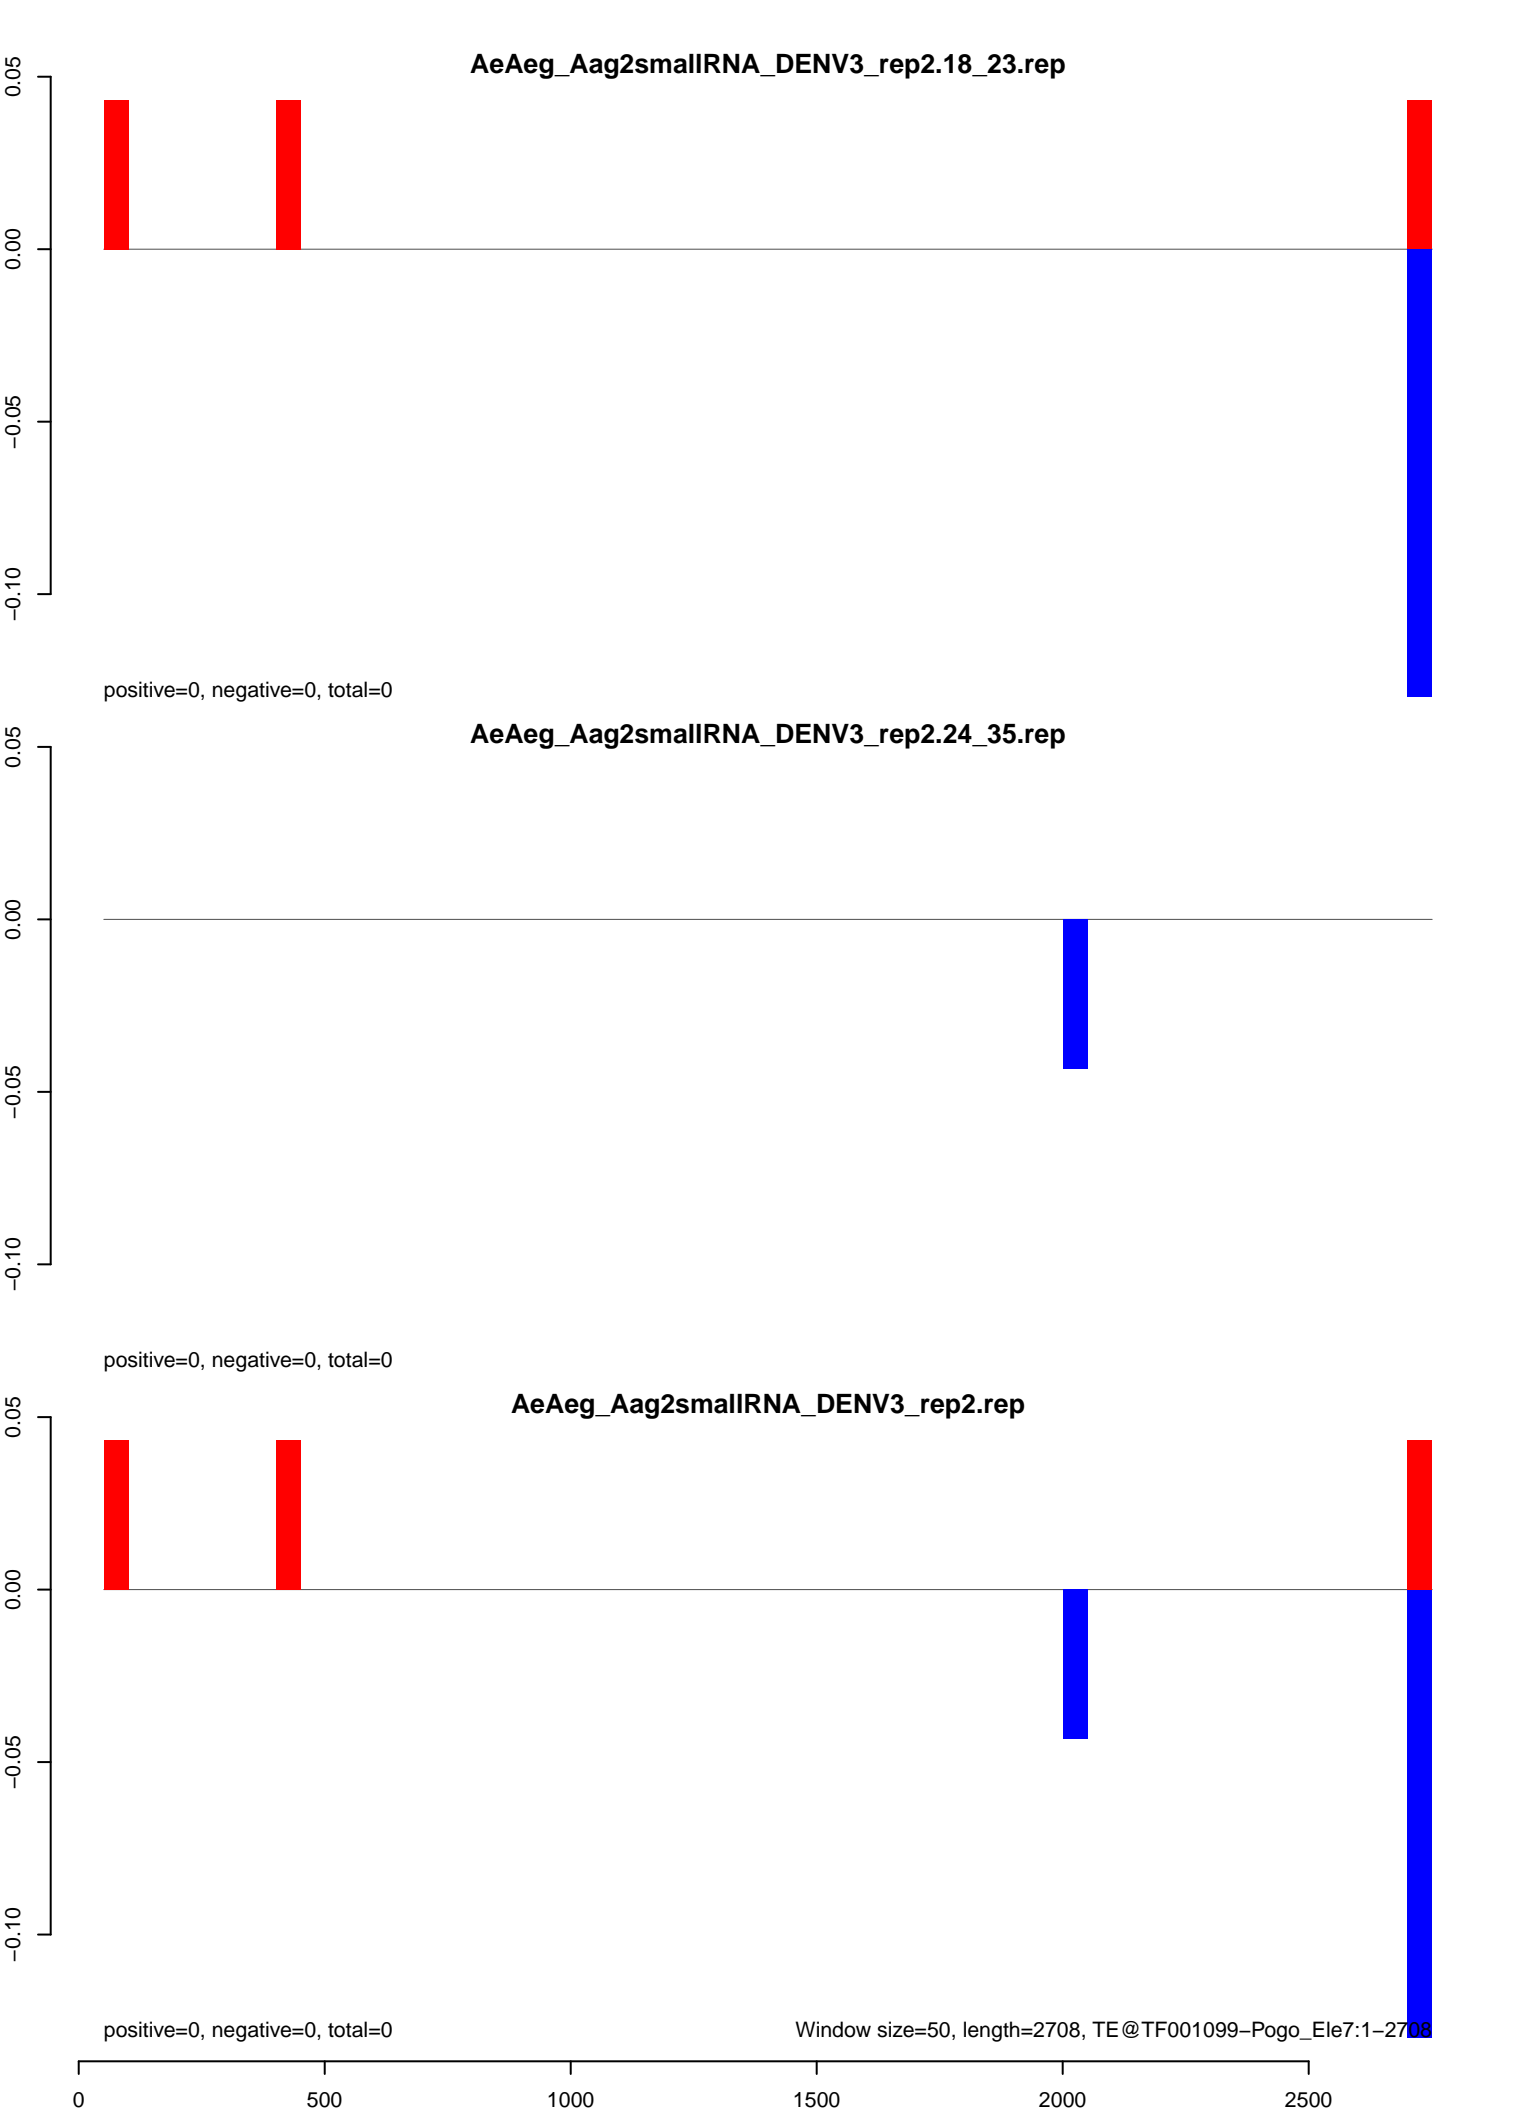 AeAeg_Aag2smallRNA_DENV3_rep2.18_23.rep
0.05
0.00
−0.05
−0.10
positive=0, negative=0, total=0
AeAeg_Aag2smallRNA_DENV3_rep2.24_35.rep
0.05
0.00
−0.05
−0.10
positive=0, negative=0, total=0
AeAeg_Aag2smallRNA_DENV3_rep2.rep
0.05
0.00
−0.05
−0.10
positive=0, negative=0, total=0
Window size=50, length=2708, TE@TF001099−Pogo_Ele7:1−2708
0 500 1000 1500 2000 2500